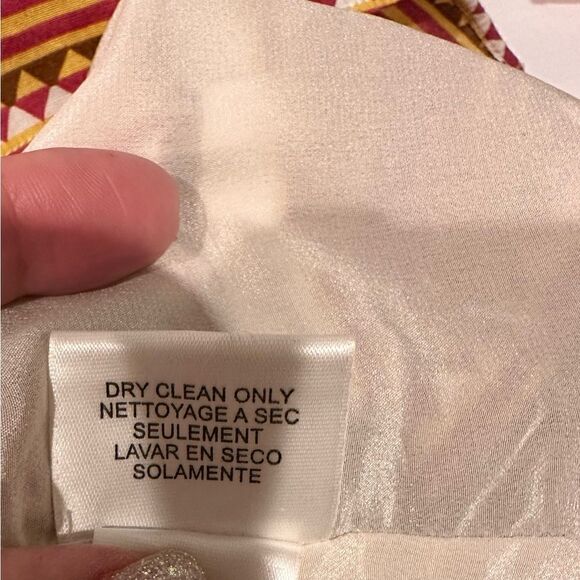 DRY CLEAN ONLY
NETTOYAGE A SEC
SEULEMENT
LAVAR EN SECO
SOLAMENTE